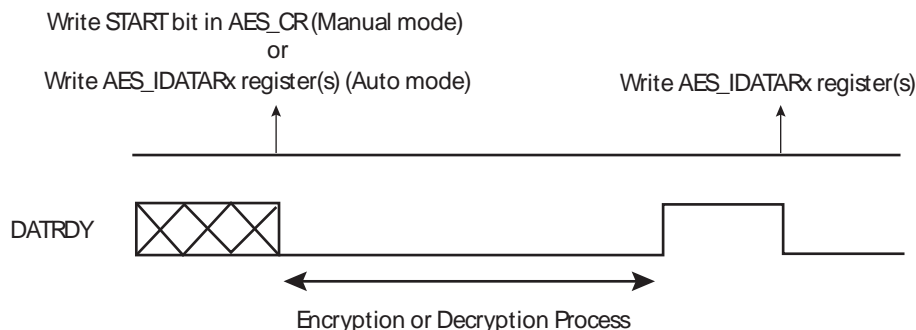 Write START bit in AES_CR (Manual mode)
or
Write AES_IDATARx register(s) (Auto mode)
Write AES_IDATARx register(s)
DATRDY
Encryption or Decryption Process